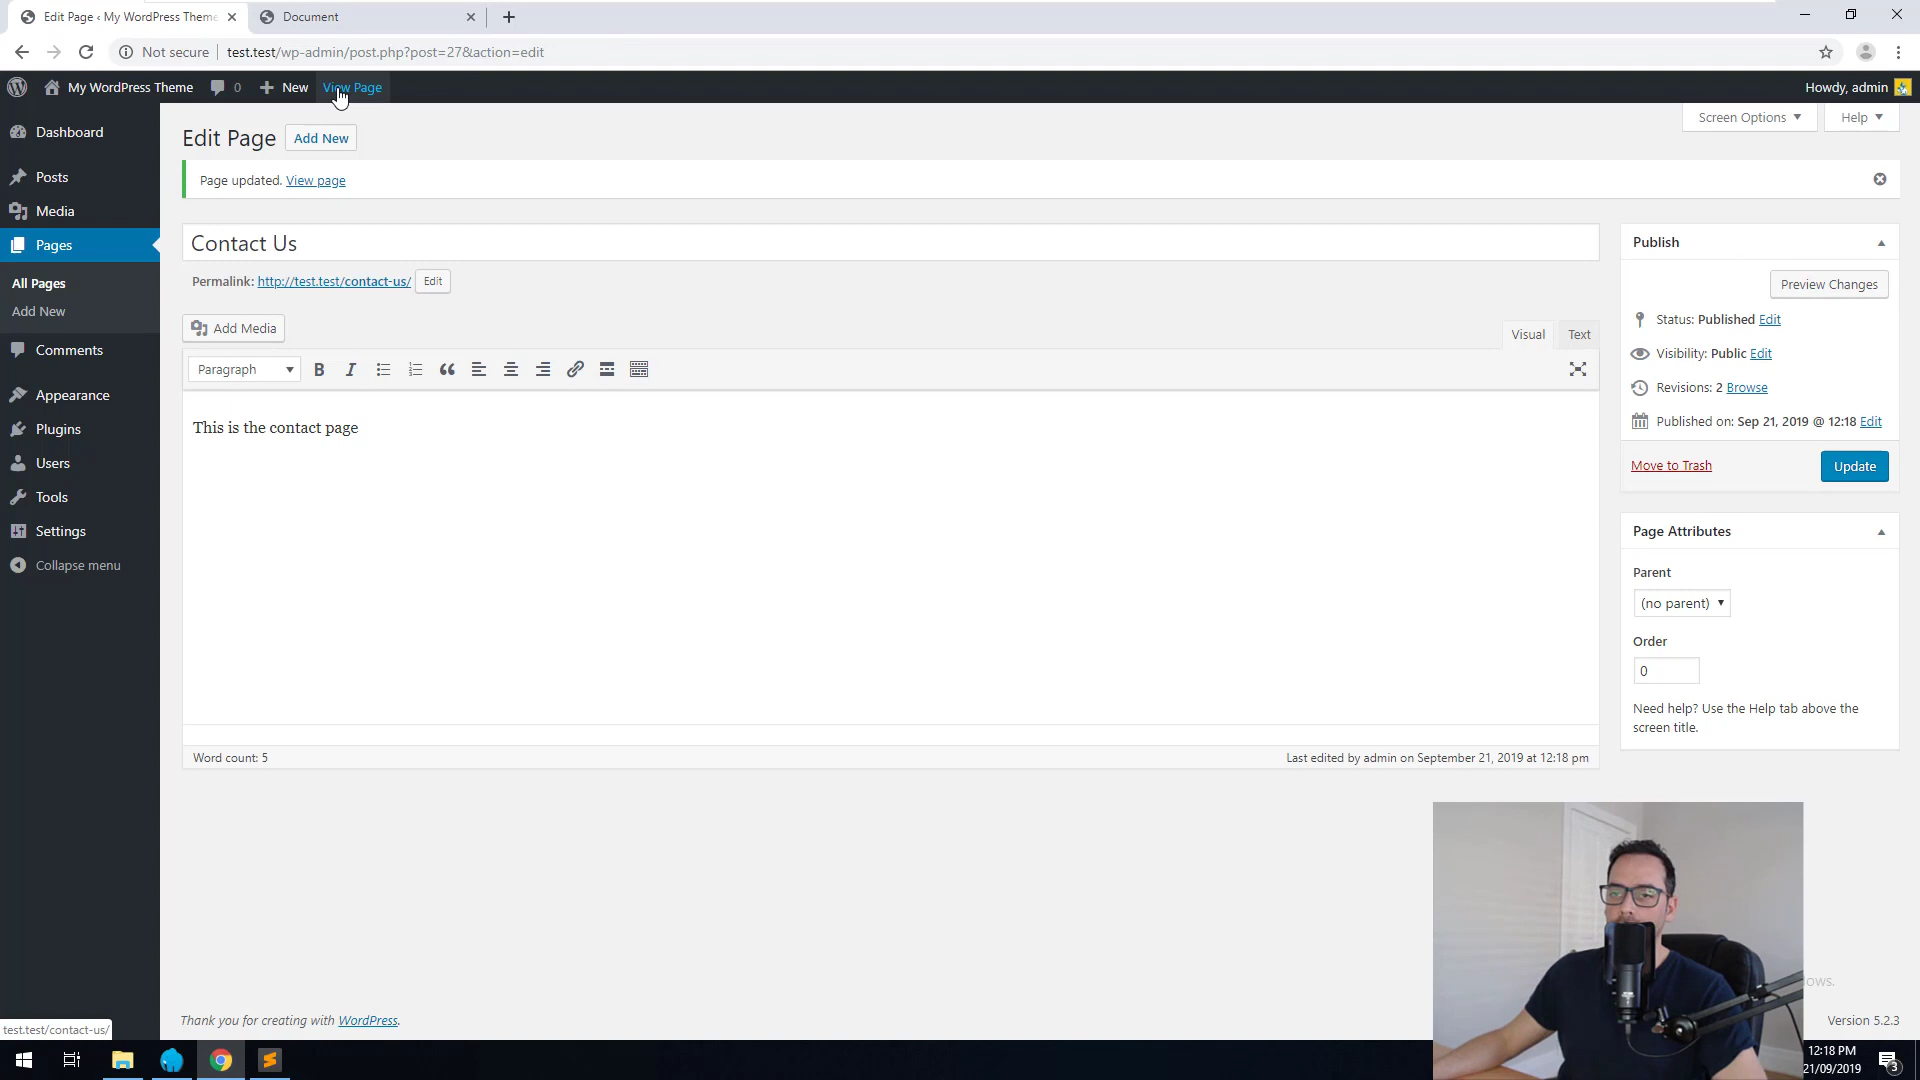 Edit Page ‹ My WordPress Theme
Document
Not secure
test.test/wp-admin/post.php?post=27&action=edit
My WordPress Theme
0
New
View Page
Howdy, admin
Dashboard
Posts
Media
Pages
All Pages
Add New
Comments
Appearance
Plugins
Users
Tools
Settings
Collapse menu
Screen Options
Help
Edit Page
Add New
Page updated. View page
Contact Us
Permalink: http://test.test/contact-us/ Edit
Add Media
Visual
Text
Paragraph
This is the contact page
Word count: 5
Last edited by admin on September 21, 2019 at 12:18 pm
Publish
Preview Changes
Status: Published Edit
Visibility: Public Edit
Revisions: 2 Browse
Published on: Sep 21, 2019 @ 12:18 Edit
Move to Trash
Update
Page Attributes
Parent
(no parent)
Order
0
Need help? Use the Help tab above the
screen title.
Thank you for creating with WordPress.
Version 5.2.3
test.test/contact-us/
12:18 PM
21/09/2019
3